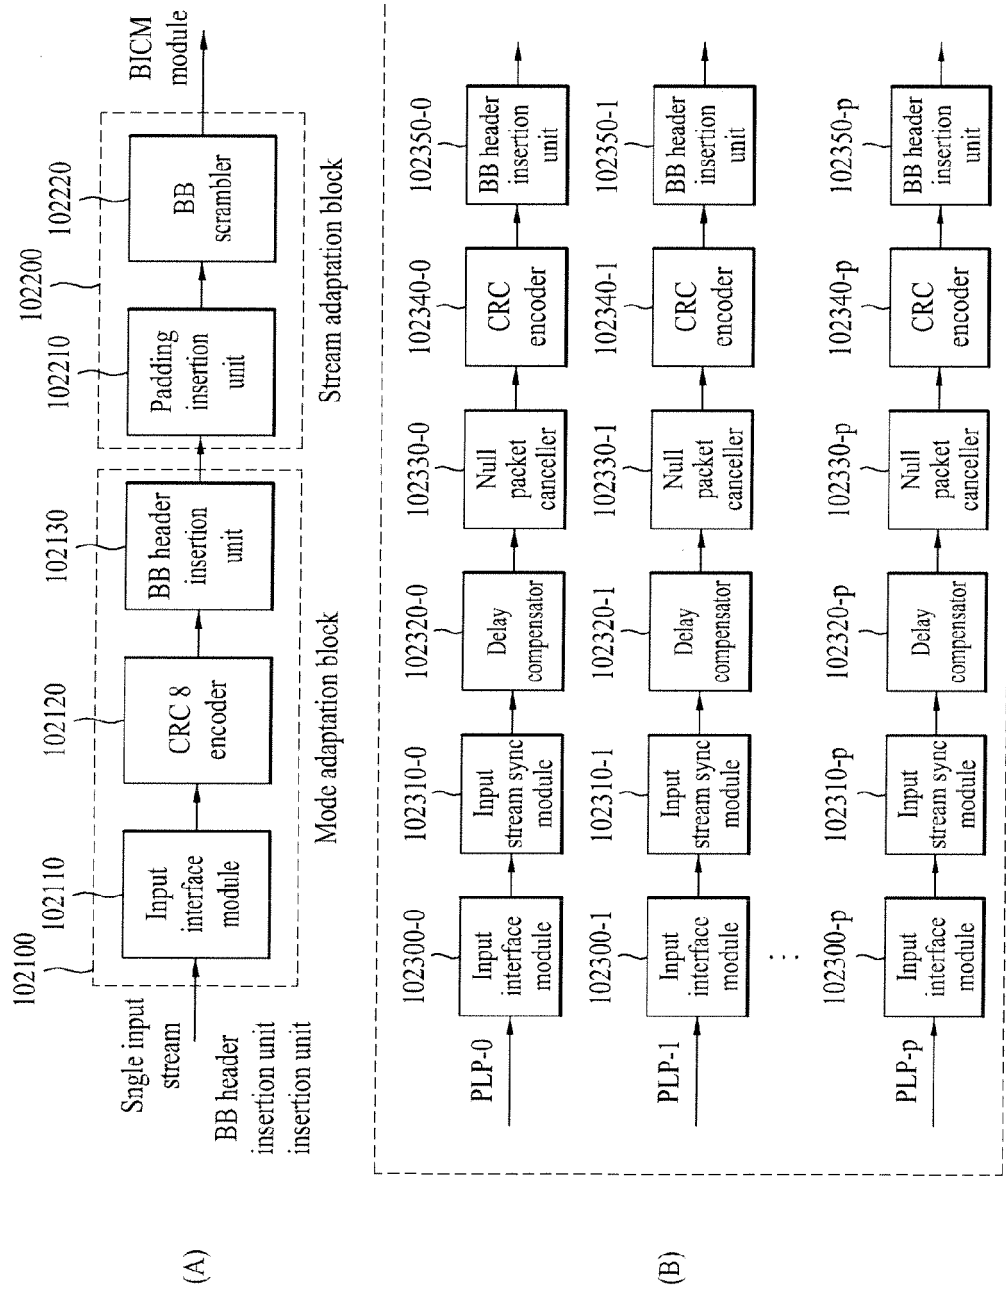 (A)
102100
102110
102120
102130
102200
102210
102220
Sngle input
stream
Input
interface
module
CRC 8
encoder
BB header
insertion
unit
Padding
insertion
unit
BB
scrambler
BICM
module
BB header
insertion unit
insertion unit
Mode adaptation block
Stream adaptation block
(B)
102300-0
102310-0
102320-0
102330-0
102340-0
102350-0
PLP-0
Input
interface
module
Input
stream sync
module
Delay
compensator
Null
packet
canceller
CRC
encoder
BB header
insertion
unit
102300-1
102310-1
102320-1
102330-1
102340-1
102350-1
PLP-1
Input
interface
module
Input
stream sync
module
Delay
compensator
Null
packet
canceller
CRC
encoder
BB header
insertion
unit
...
102300-p
102310-p
102320-p
102330-p
102340-p
102350-p
PLP-p
Input
interface
module
Input
stream sync
module
Delay
compensator
Null
packet
canceller
CRC
encoder
BB header
insertion
unit